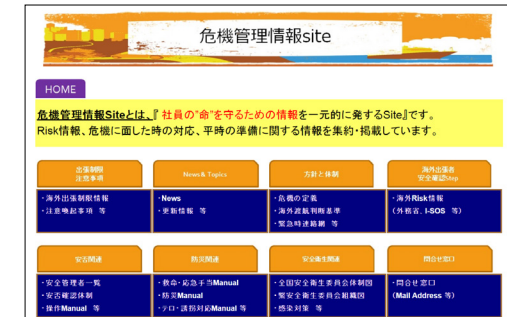 危機管理情報site
HOME
危機管理情報Siteとは、『社員の"命"を守るための情報を一元的に発するSite』です。
Risk情報、危機に面した時の対応、平時の準備に関する情報を集約・掲載しています。
出張制限
注意事項
News & Topics
方針と体制
海外出張者
安全確認Step
・海外出張制限情報
・注意喚起事項 等
・News
・更新情報 等
・危機の定義
・海外渡航判断基準
・緊急時連絡網 等
・海外Risk情報
(外務省、I-SOS 等)
安否関連
防災関連
安全衛生関連
問合せ窓口
・安全管理者一覧
・安否確認体制
・操作Manual 等
・救命・応急手当Manual
・防災Manual
・テロ・誘拐対応Manual 等
・全国安全衛生委員会体制図
・緊安全衛生委員会組織図
・感染対策 等
・問合せ窓口
(Mail Address 等)